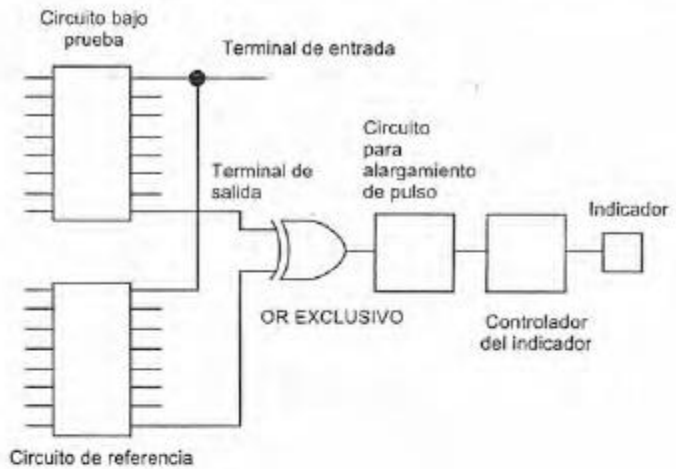 Circuito bajo
prueba
Terminal de entrada
Circuito
para
alargamiento
de pulso
Terminal de
salida
Indicador
OR EXCLUSIVO
Controlador
del indicador
Circuito de referencia